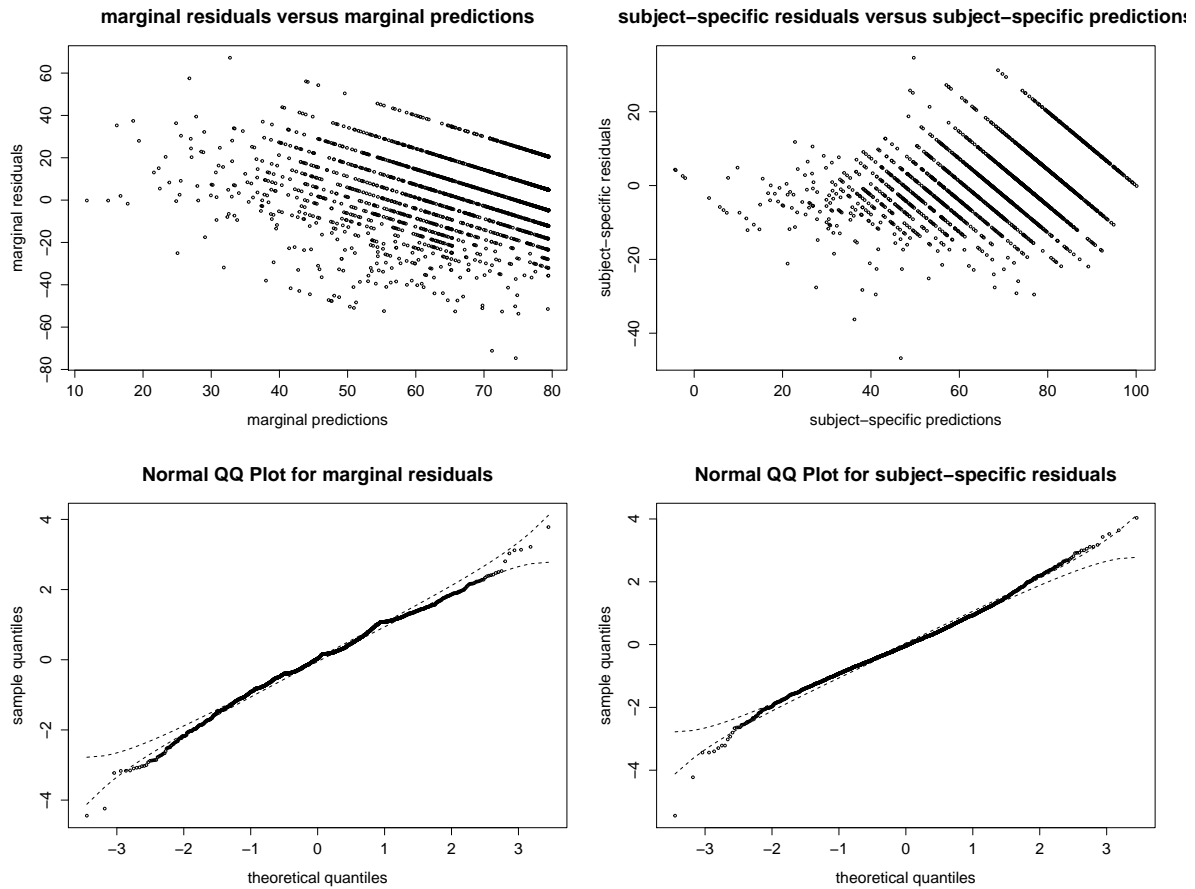 marginal residuals versus marginal predictions
marginal residuals
60
40
20
0
−20
−40
−60
−80
10 20 30 40 50 60 70 80
marginal predictions
subject−specific residuals versus subject−specific predictions
subject−specific residuals
20
0
−20
−40
0 20 40 60 80 100
subject−specific predictions
Normal QQ Plot for marginal residuals
sample quantiles
4
2
0
−2
−4
−3 −2 −1 0 1 2 3
theoretical quantiles
Normal QQ Plot for subject−specific residuals
sample quantiles
4
2
0
−2
−4
−3 −2 −1 0 1 2 3
theoretical quantiles